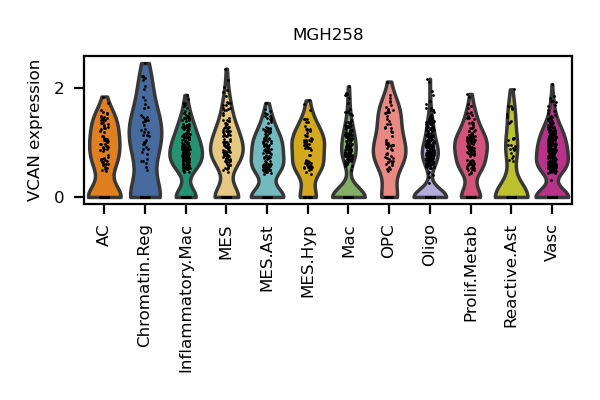 MGH258
VCAN expression
2
0
AC
Chromatin.Reg
Inflammatory.Mac
MES
MES.Ast
MES.Hyp
Mac
OPC
Oligo
Prolif.Metab
Reactive.Ast
Vasc